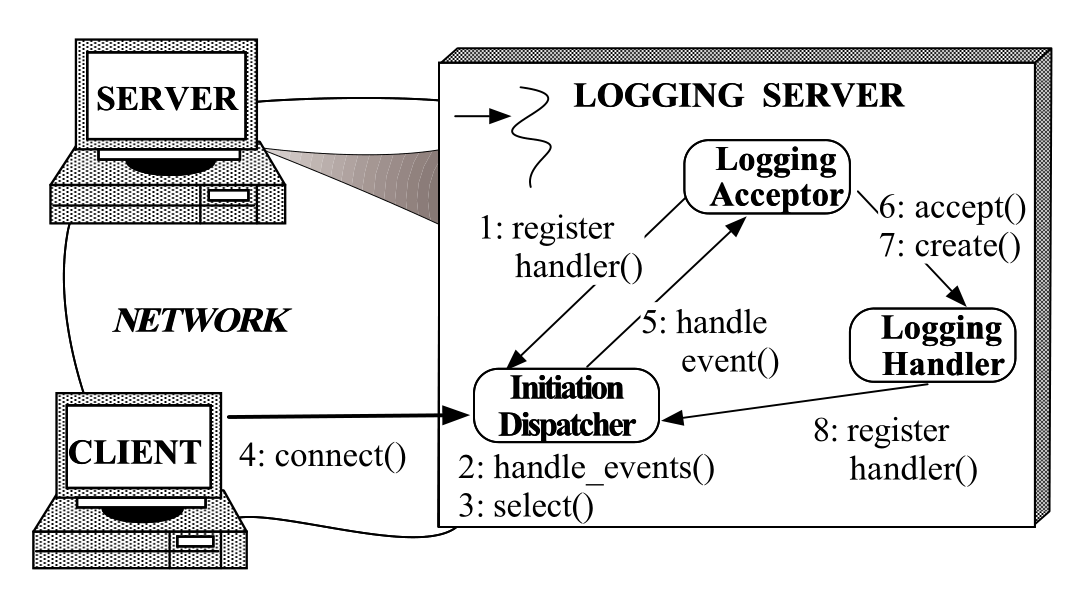 SERVER
LOGGING SERVER
Logging
Acceptor
1: register
handler()
6: accept()
7: create()
NETWORK
5: handle
event()
Logging
Handler
Initiation
Dispatcher
CLIENT
4: connect()
2: handle_events()
3: select()
8: register
handler()